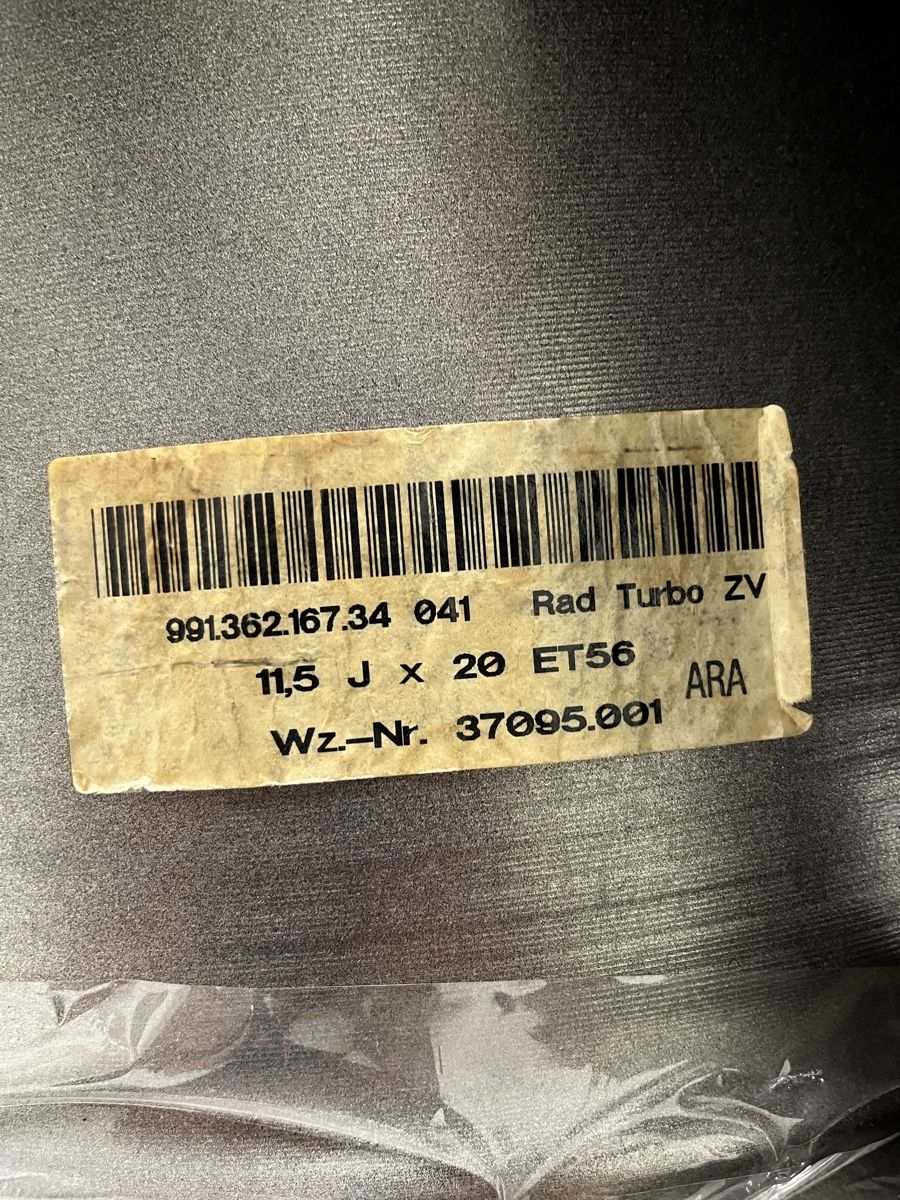 991.362.167.34 041 Rad Turbo ZV
11,5 J x 20 ET56
ARA
Wz.-Nr. 37095.001